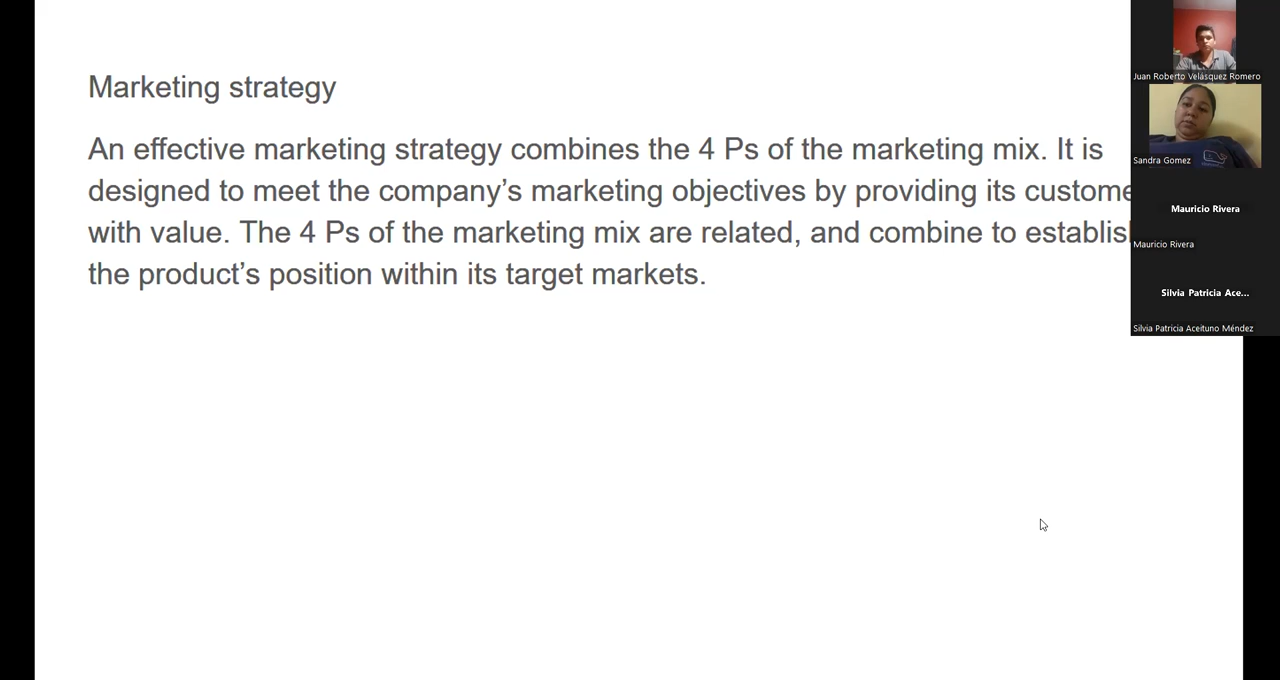 Marketing strategy
An effective marketing strategy combines the 4 Ps of the marketing mix. It is
designed to meet the company’s marketing objectives by providing its custome
with value. The 4 Ps of the marketing mix are related, and combine to establis
the product’s position within its target markets.
Juan Roberto Velásquez Romero
Sandra Gomez
Mauricio Rivera
Mauricio Rivera
Silvia Patricia Ace...
Silvia Patricia Aceituno Méndez